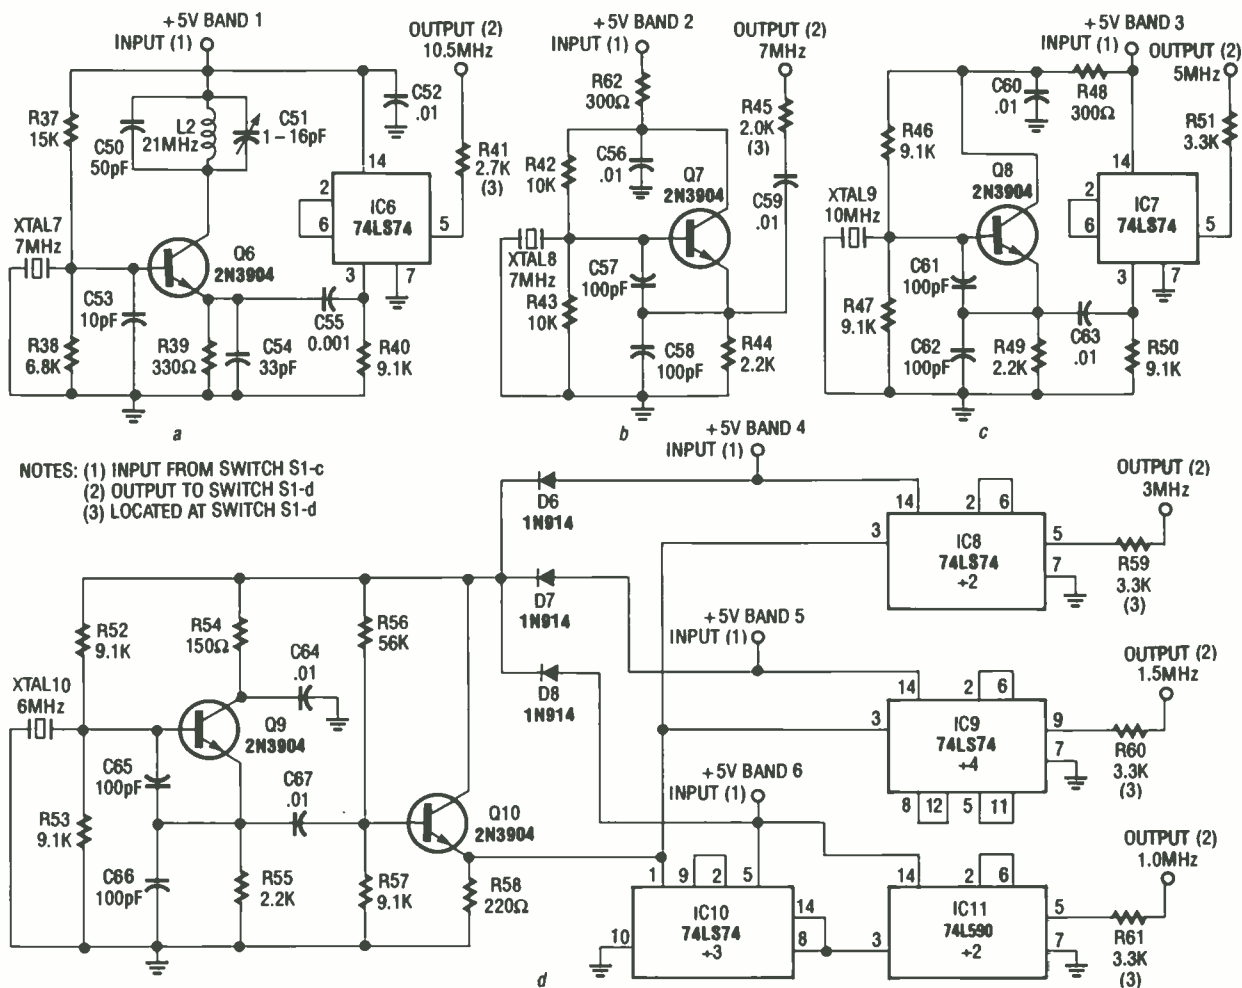 +5V BAND 1
INPUT (1)
OUTPUT (2)
10.5MHz
R37
15K
C50
50pF
L2
21MHz
C51
1–16pF
C52
.01
R41
2.7K
(3)
14
2
6
IC6
74LS74
5
3
7
XTAL7
7MHz
Q6
2N3904
C53
10pF
R38
6.8K
R39
330Ω
C54
33pF
C55
0.001
R40
9.1K
a
+5V BAND 2
INPUT (1)
OUTPUT (2)
7MHz
R62
300Ω
R45
2.0K
(3)
R42
10K
C56
.01
Q7
2N3904
C59
.01
XTAL8
7MHz
C57
100pF
R43
10K
C58
100pF
R44
2.2K
b
+5V BAND 3
INPUT (1)
OUTPUT (2)
5MHz
C60
.01
R48
300Ω
R51
3.3K
R46
9.1K
Q8
2N3904
14
2
6
IC7
74LS74
5
3
7
XTAL9
10MHz
C61
100pF
R47
9.1K
C62
100pF
R49
2.2K
C63
.01
R50
9.1K
c
NOTES: (1) INPUT FROM SWITCH S1-c
(2) OUTPUT TO SWITCH S1-d
(3) LOCATED AT SWITCH S1-d
+5V BAND 4
INPUT (1)
D6
1N914
D7
1N914
D8
1N914
14
2
6
3
IC8
74LS74
÷2
5
7
OUTPUT (2)
3MHz
R59
3.3K
(3)
R52
9.1K
R54
150Ω
C64
.01
R56
56K
XTAL10
6MHz
Q9
2N3904
C65
100pF
C67
.01
R53
9.1K
C66
100pF
R55
2.2K
R57
9.1K
Q10
2N3904
R58
220Ω
+5V BAND 5
INPUT (1)
14
2
6
3
IC9
74LS74
÷4
9
7
8
12
5
11
OUTPUT (2)
1.5MHz
R60
3.3K
(3)
+5V BAND 6
INPUT (1)
1
9
2
5
10
IC10
74LS74
÷3
14
8
14
2
6
3
IC11
74LS90
÷2
5
7
OUTPUT (2)
1.0MHz
R61
3.3K
(3)
d